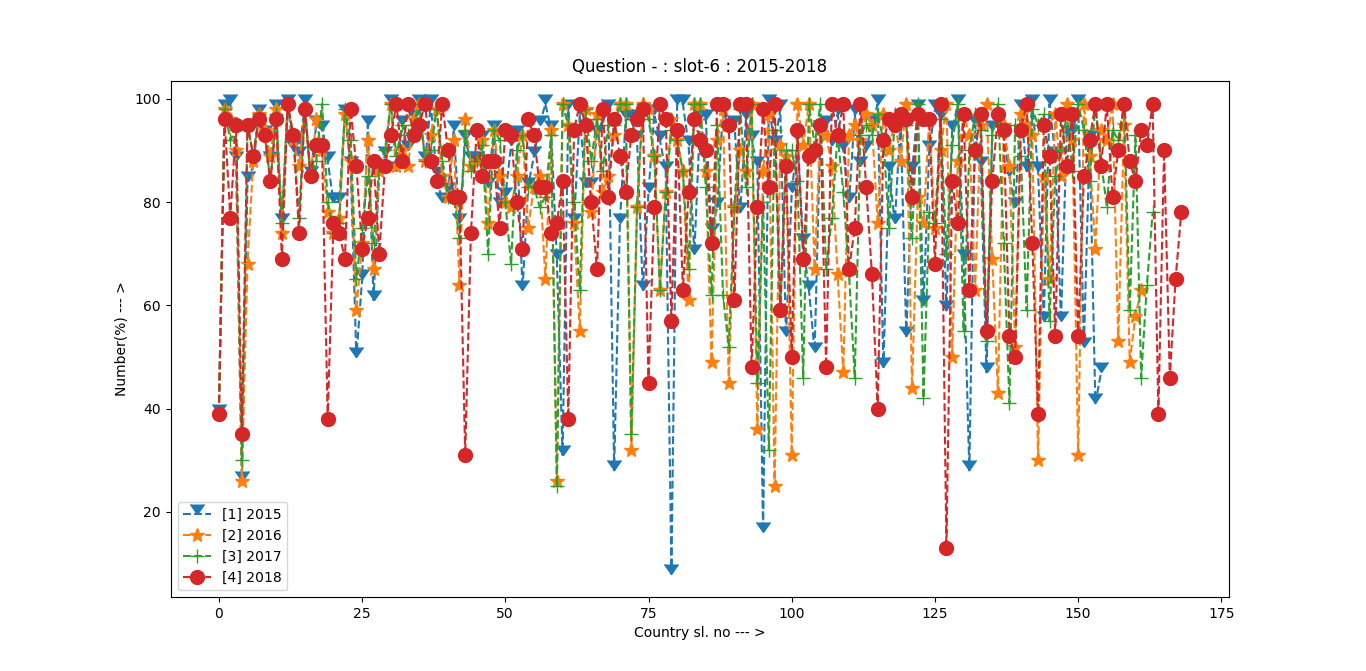 Question - : slot-6 : 2015-2018
Number(%) --- >
100
80
60
40
20
[1] 2015
[2] 2016
[3] 2017
[4] 2018
0 25 50 75 100 125 150 175
Country sl. no --- >